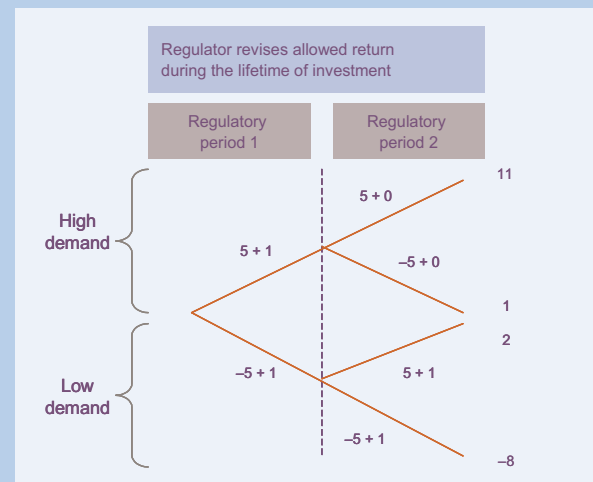 Regulator revises allowed return
during the lifetime of investment
Regulatory
period 1
Regulatory
period 2
11
5 + 0
High
demand
5 + 1
–5 + 0
1
2
–5 + 1
5 + 1
Low
demand
–5 + 1
–8